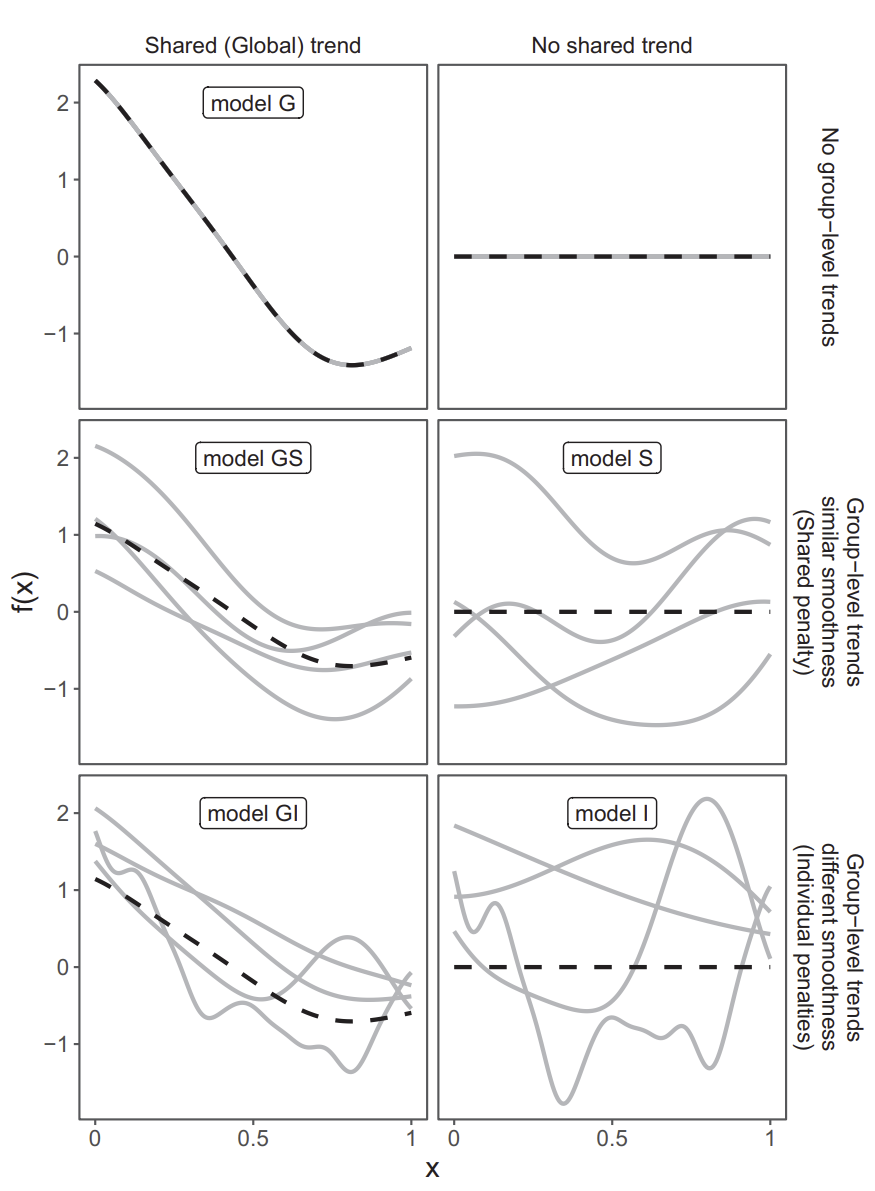 Shared (Global) trend
No shared trend
model G
2
1
0
−1
No group−level trends
model GS
model S
2
1
0
−1
Group−level trends
similar smoothness
(Shared penalty)
f(x)
model GI
model I
2
1
0
−1
Group−level trends
different smoothness
(Individual penalties)
0
0.5
1
0
0.5
1
x